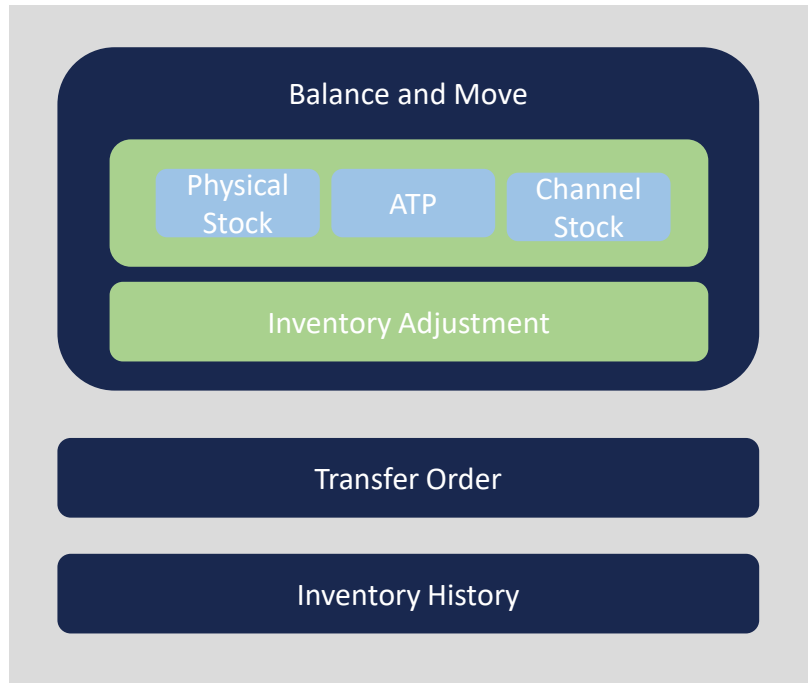 Balance and Move
Physical
Stock
ATP
Channel
Stock
Inventory Adjustment
Transfer Order
Inventory History